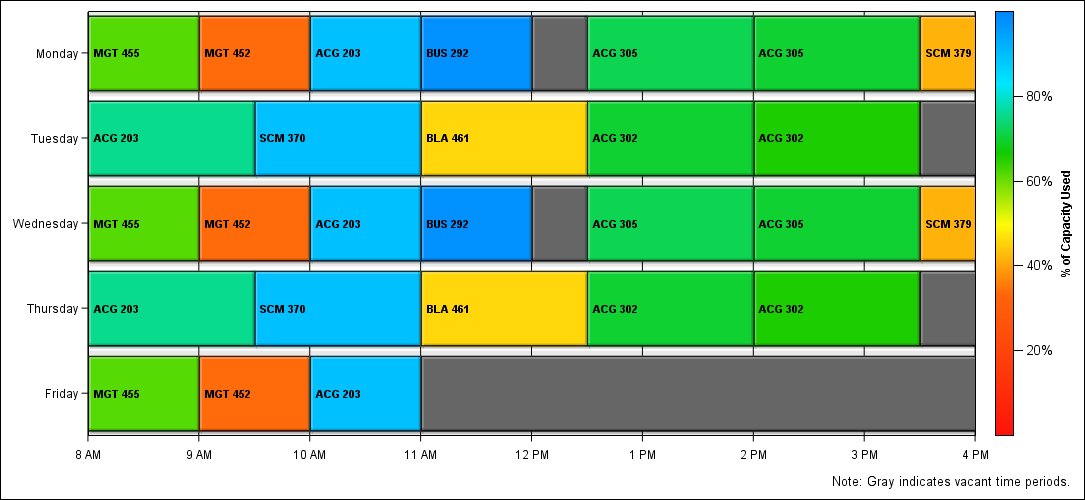 Monday MGT 455 MGT 452 ACG 203 BUS 292 ACG 305 ACG 305 SCM 379
Tuesday ACG 203 SCM 370 BLA 461 ACG 302 ACG 302
Wednesday MGT 455 MGT 452 ACG 203 BUS 292 ACG 305 ACG 305 SCM 379
Thursday ACG 203 SCM 370 BLA 461 ACG 302 ACG 302
Friday MGT 455 MGT 452 ACG 203
8 AM 9 AM 10 AM 11 AM 12 PM 1 PM 2 PM 3 PM 4 PM
80%
60%
40%
20%
% of Capacity Used
Note: Gray indicates vacant time periods.